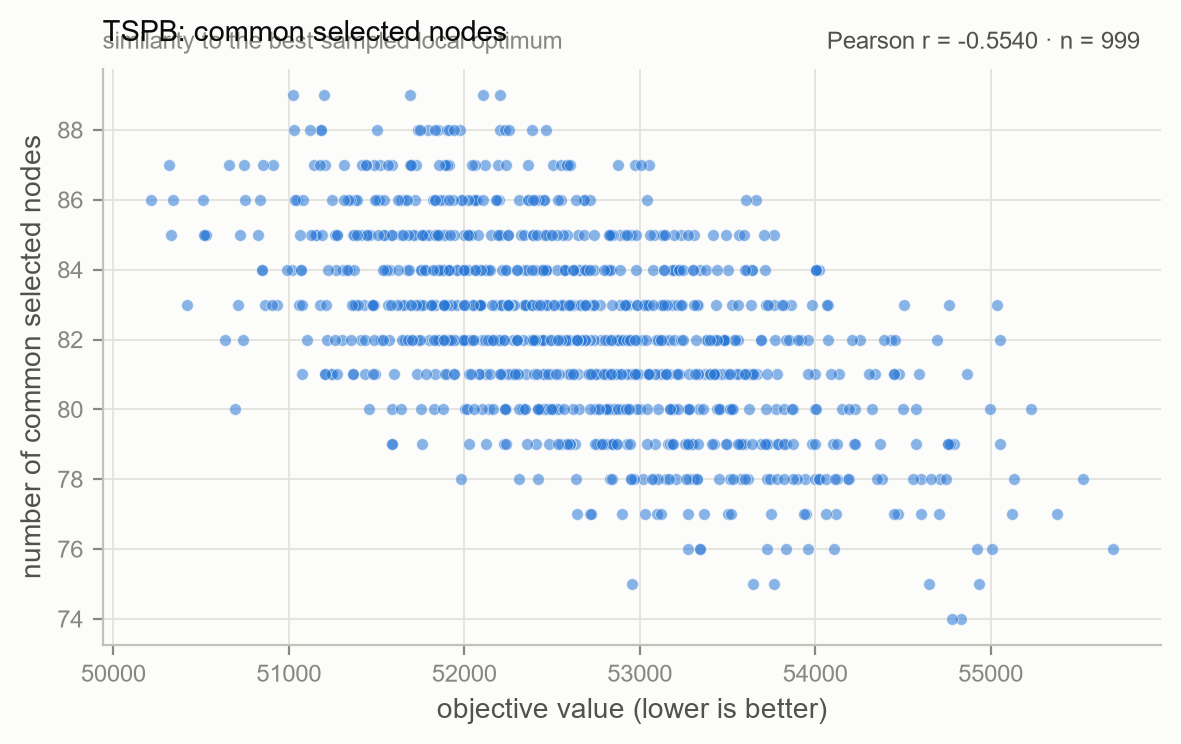 TSPB: common selected nodes
similarity to the best sampled local optimum
Pearson r = -0.5540 · n = 999
number of common selected nodes
88
86
84
82
80
78
76
74
50000 51000 52000 53000 54000 55000
objective value (lower is better)